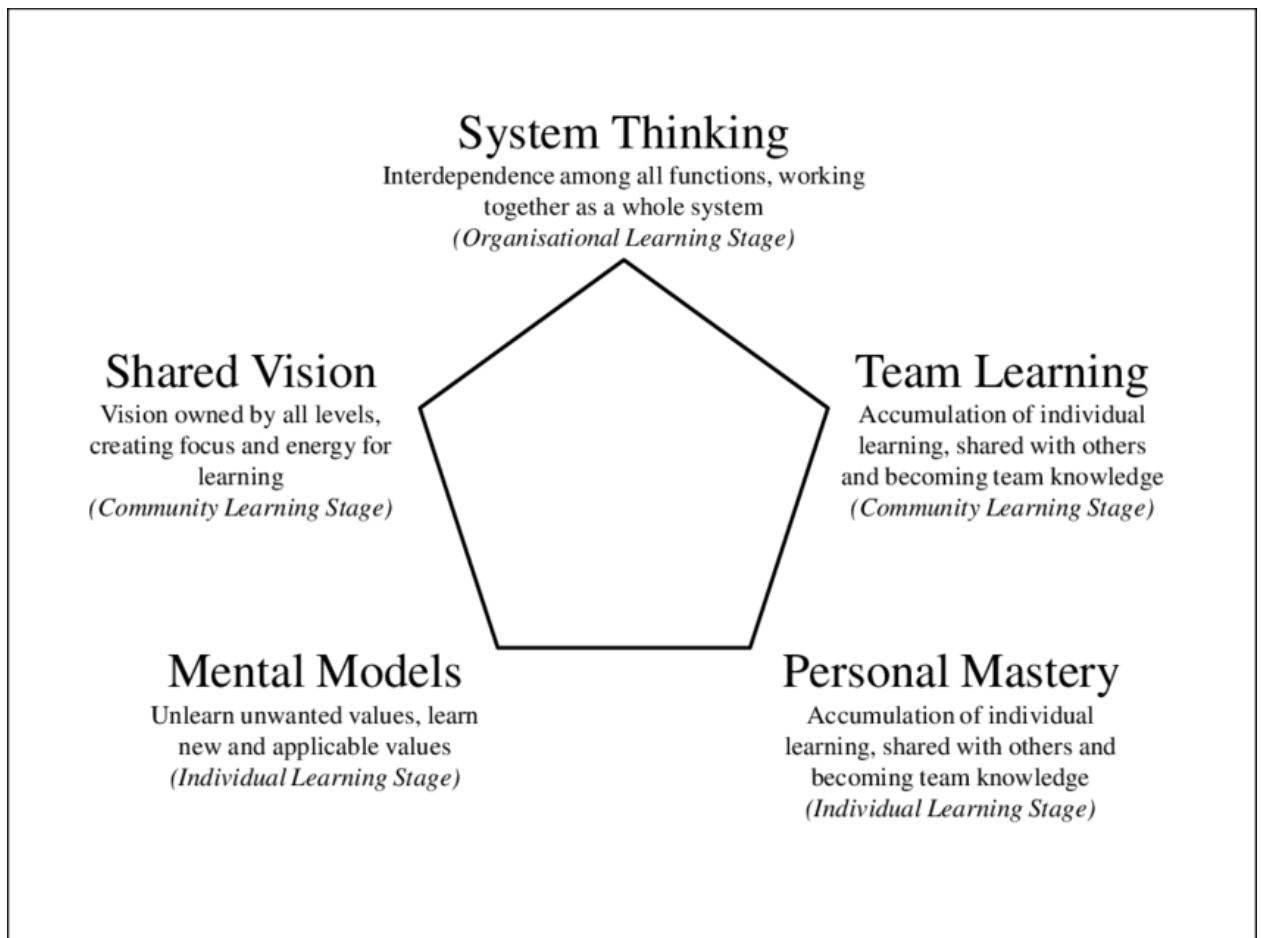 System Thinking
Interdependence among all functions, working
together as a whole system
(Organisational Learning Stage)
Shared Vision
Vision owned by all levels,
creating focus and energy for
learning
(Community Learning Stage)
Team Learning
Accumulation of individual
learning, shared with others
and becoming team knowledge
(Community Learning Stage)
Mental Models
Unlearn unwanted values, learn
new and applicable values
(Individual Learning Stage)
Personal Mastery
Accumulation of individual
learning, shared with others and
becoming team knowledge
(Individual Learning Stage)